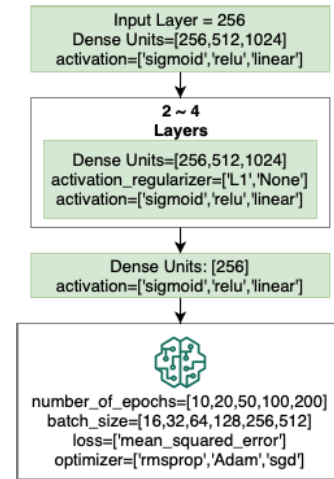 Input Layer = 256
Dense Units=[256,512,1024]
activation=['sigmoid','relu','linear']
2 ~ 4
Layers
Dense Units=[256,512,1024]
activation_regularizer=['L1','None']
activation=['sigmoid','relu','linear']
Dense Units: [256]
activation=['sigmoid','relu','linear']
number_of_epochs=[10,20,50,100,200]
batch_size=[16,32,64,128,256,512]
loss=['mean_squared_error']
optimizer=['rmsprop','Adam','sgd']